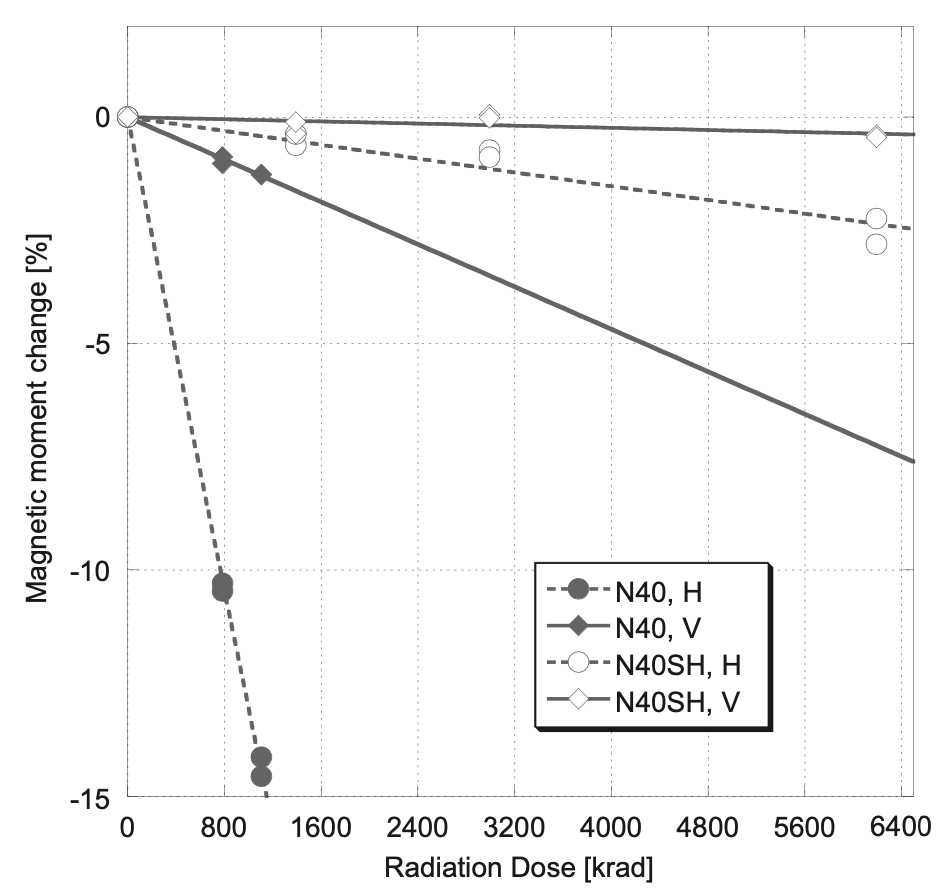 0
-5
-10
-15
Magnetic moment change [%]
N40, H
N40, V
N40SH, H
N40SH, V
0 800 1600 2400 3200 4000 4800 5600 6400
Radiation Dose [krad]